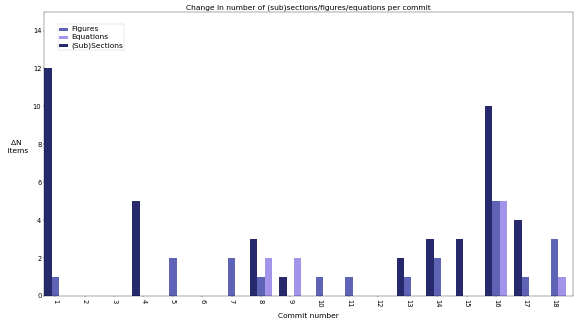 Change in number of (sub)sections/figures/equations per commit
Figures
Equations
(Sub)Sections
14
12
10
8
6
4
2
0
ΔN
items
1 2 3 4 5 6 7 8 9 10 11 12 13 14 15 16 17 18
Commit number